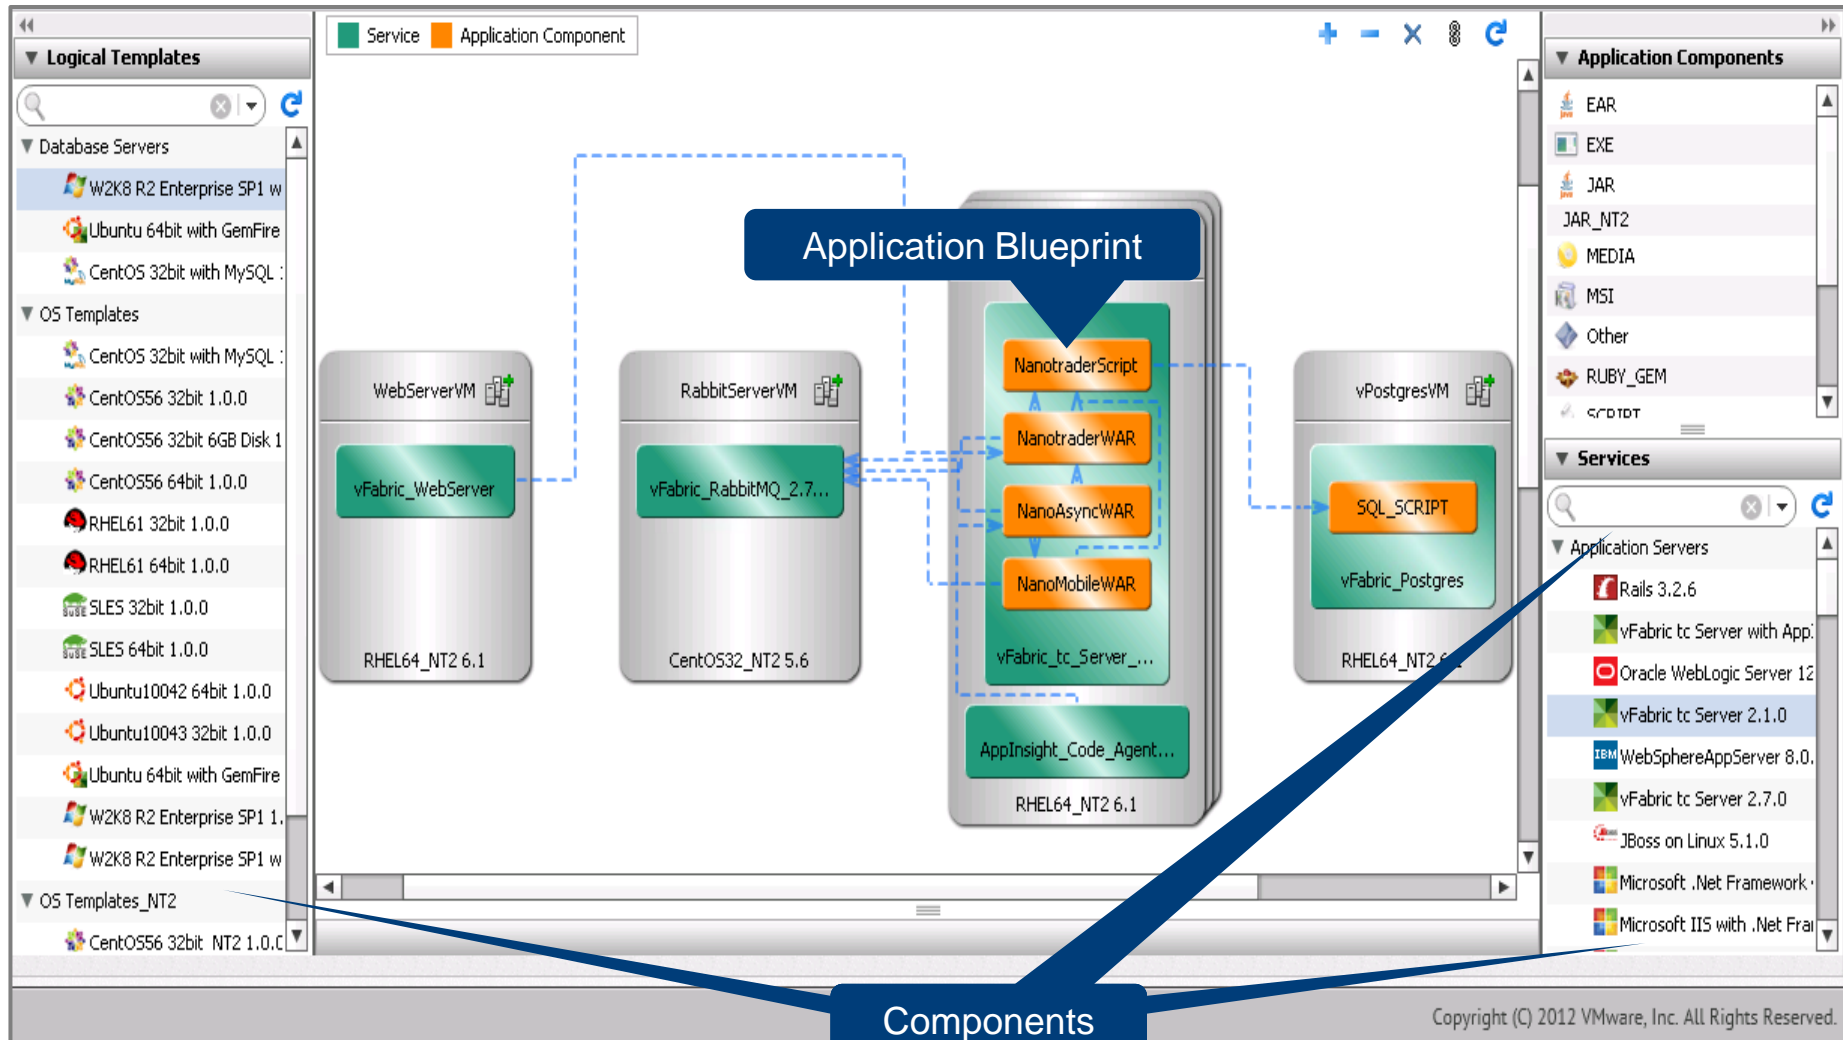 Logical Templates
Database Servers
W2K8 R2 Enterprise SP1 w
Ubuntu 64bit with GemFire
CentOS 32bit with MySQL
OS Templates
CentOS 32bit with MySQL
CentOS56 32bit 1.0.0
CentOS56 32bit 6GB Disk 1
CentOS56 64bit 1.0.0
RHEL61 32bit 1.0.0
RHEL61 64bit 1.0.0
SLES 32bit 1.0.0
SLES 64bit 1.0.0
Ubuntu10042 64bit 1.0.0
Ubuntu10043 32bit 1.0.0
Ubuntu 64bit with GemFire
W2K8 R2 Enterprise SP1 1.
W2K8 R2 Enterprise SP1 w
OS Templates_NT2
CentOS56 32bit NT2 1.0.0
Service
Application Component
Application Blueprint
WebServerVM
vFabric_WebServer
RHEL64_NT2 6.1
RabbitServerVM
vFabric_RabbitMQ_2.7...
CentOS32_NT2 5.6
NanotraderScript
NanotraderWAR
NanoAsyncWAR
NanoMobileWAR
vFabric_tc_Server_...
AppInsight_Code_Agent...
RHEL64_NT2 6.1
vPostgresVM
SQL_SCRIPT
vFabric_Postgres
RHEL64_NT2
Application Components
EAR
EXE
JAR
JAR_NT2
MEDIA
MSI
Other
RUBY_GEM
SCRIPT
Services
Application Servers
Rails 3.2.6
vFabric tc Server with App
Oracle WebLogic Server 12
vFabric tc Server 2.1.0
IBM WebSphereAppServer 8.0.
vFabric tc Server 2.7.0
JBoss on Linux 5.1.0
Microsoft .Net Framework
Microsoft IIS with .Net Fra
Components
Copyright (C) 2012 VMware, Inc. All Rights Reserved.